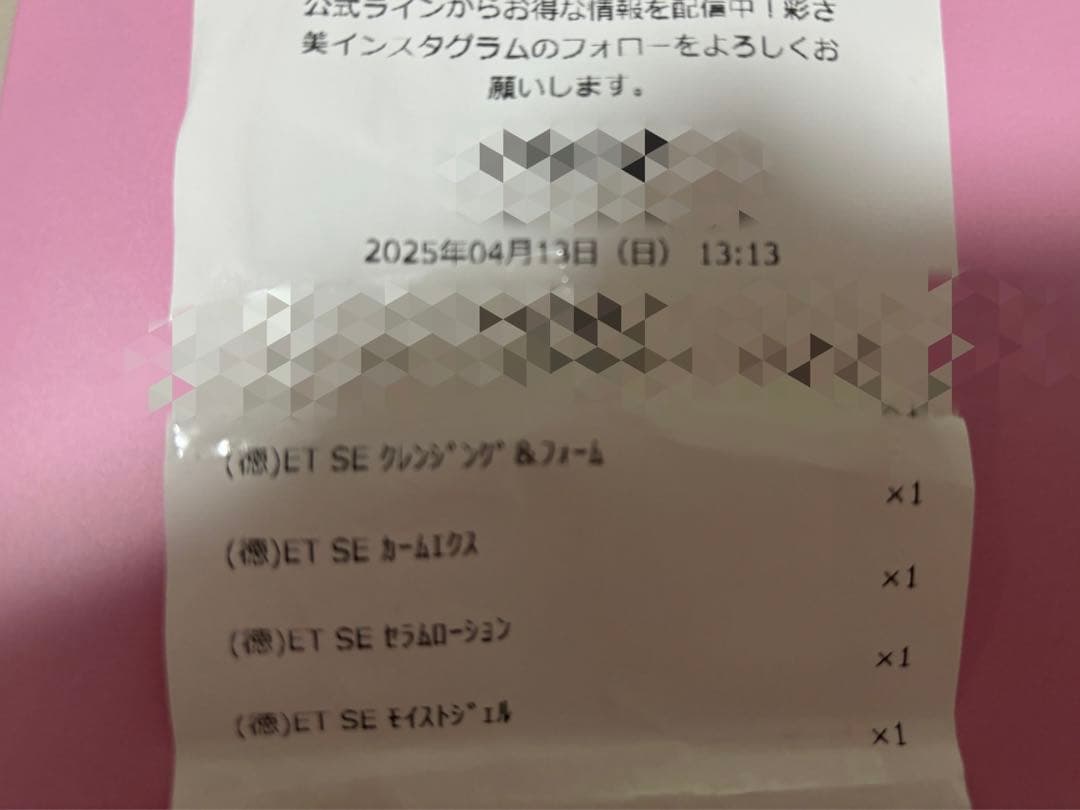 公式ラインからお得な情報を配信中！彩さ
美インスタグラムのフォローをよろしくお
願いします。
2025年04月13日（日） 13:13
(徳)ET SE ｸﾚﾝｼﾞﾝｸﾞ&ﾌｫｰﾑ
×1
(徳)ET SE ｶｰﾑｴｸｽ
×1
(徳)ET SE ｾﾗﾑﾛｰｼｮﾝ
×1
(徳)ET SE ﾓｲｽﾄｼﾞｪﾙ
×1